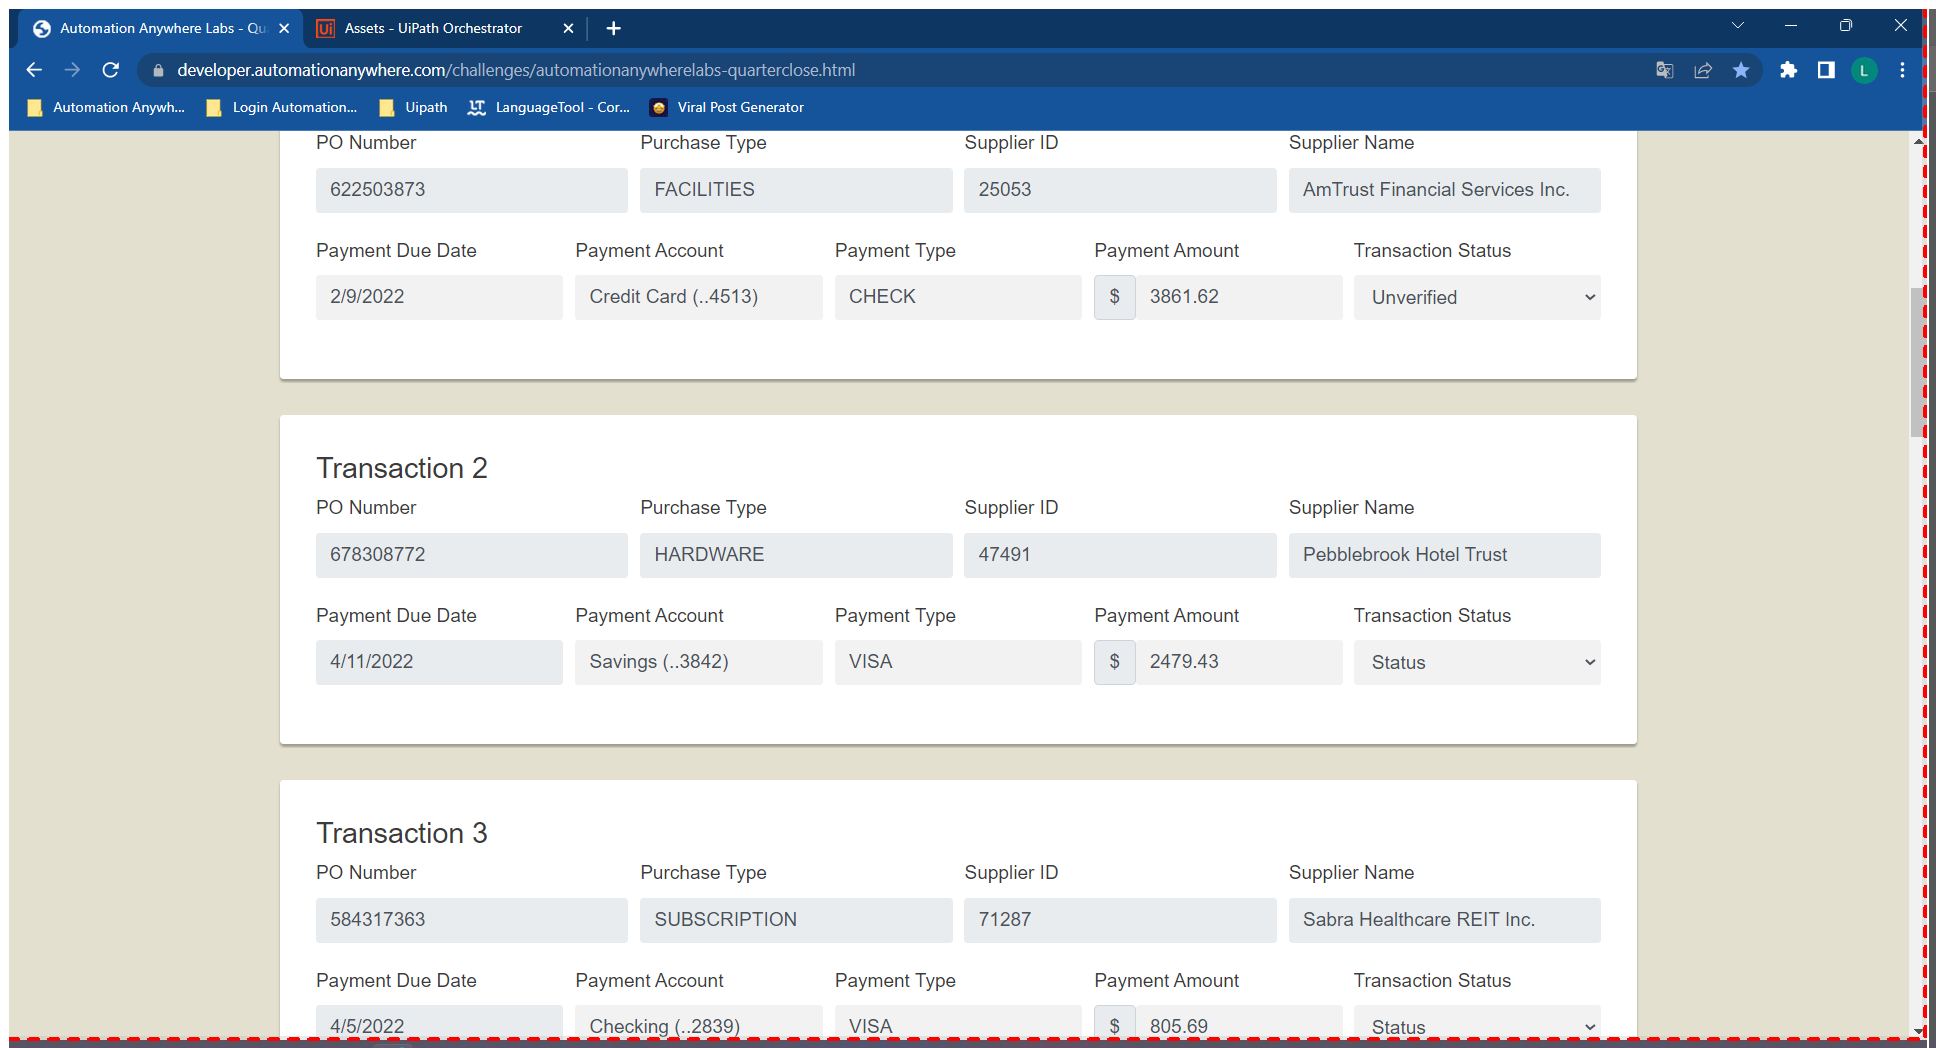 Automation Anywhere Labs - Qu
Assets - UiPath Orchestrator
developer.automationanywhere.com/challenges/automationanywherelabs-quarterclose.html
L
Automation Anywh... Login Automation... Uipath LanguageTool - Cor... Viral Post Generator
PO Number Purchase Type Supplier ID Supplier Name
622503873 FACILITIES 25053 AmTrust Financial Services Inc.
Payment Due Date Payment Account Payment Type Payment Amount Transaction Status
2/9/2022 Credit Card (..4513) CHECK $ 3861.62 Unverified
Transaction 2
PO Number Purchase Type Supplier ID Supplier Name
678308772 HARDWARE 47491 Pebblebrook Hotel Trust
Payment Due Date Payment Account Payment Type Payment Amount Transaction Status
4/11/2022 Savings (..3842) VISA $ 2479.43 Status
Transaction 3
PO Number Purchase Type Supplier ID Supplier Name
584317363 SUBSCRIPTION 71287 Sabra Healthcare REIT Inc.
Payment Due Date Payment Account Payment Type Payment Amount Transaction Status
4/5/2022 Checking (..2839) VISA $ 805.69 Status